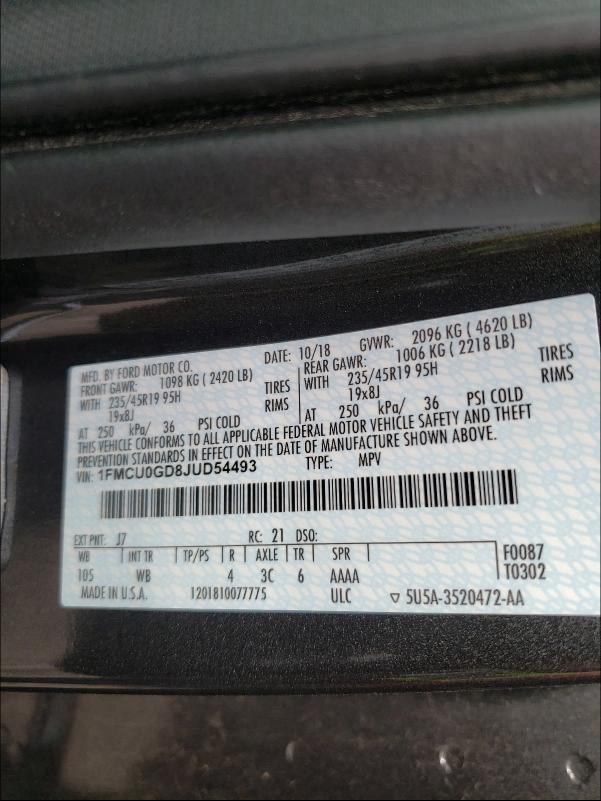 MFD. BY FORD MOTOR CO.
DATE: 10/18 GVWR: 2096 KG ( 4620 LB)
FRONT GAWR: 1098 KG ( 2420 LB) REAR GAWR: 1006 KG ( 2218 LB)
WITH 235/45R19 95H TIRES WITH 235/45R19 95H TIRES
19x8J RIMS 19x8J RIMS
AT 250 kPa/ 36 PSI COLD AT 250 kPa/ 36 PSI COLD
THIS VEHICLE CONFORMS TO ALL APPLICABLE FEDERAL MOTOR VEHICLE SAFETY AND THEFT
PREVENTION STANDARDS IN EFFECT ON THE DATE OF MANUFACTURE SHOWN ABOVE.
VIN: 1FMCU0GD8JUD54493 TYPE: MPV
EXT PNT: J7 RC: 21 DSO:
WB INT TR TP/PS R AXLE TR SPR F0087
105 WB 4 3C 6 AAAA T0302
MADE IN U.S.A. 1201810077775 ULC ▽ 5U5A-3520472-AA